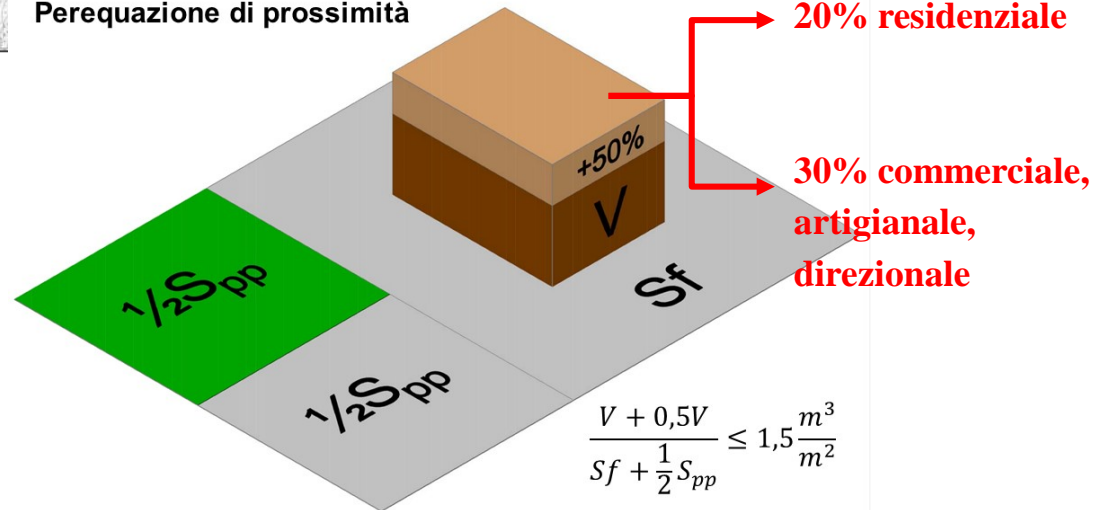 Perequazione di prossimità
20% residenziale
+50%
V
30% commerciale,
artigianale,
direzionale
½Spp
Sf
½Spp
V + 0,5V
Sf + 1/2 Spp
≤ 1,5 m³/m²